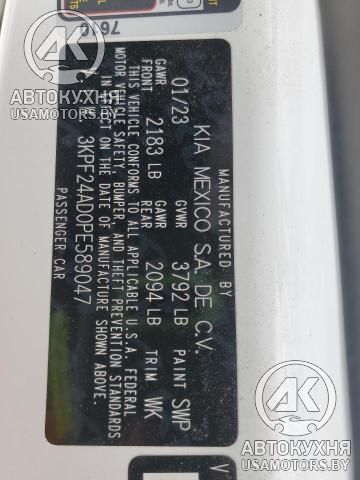 MANUFACTURED BY
KIA MEXICO S.A. DE C.V.
01/23 GVWR 3792 LB PAINT SWP
GAWR FRONT 2183 LB GAWR REAR 2094 LB TRIM WK
THIS VEHICLE CONFORMS TO ALL APPLICABLE U.S.A. FEDERAL
MOTOR VEHICLE SAFETY, BUMPER, AND THEFT PREVENTION STANDARDS
IN EFFECT ON THE DATE OF MANUFACTURE SHOWN ABOVE.
3KPF24AD0PE589047
PASSENGER CAR
АК
АВТОКУХНЯ
USAMOTORS.BY
АК
АВТОКУХНЯ
USAMOTORS.BY